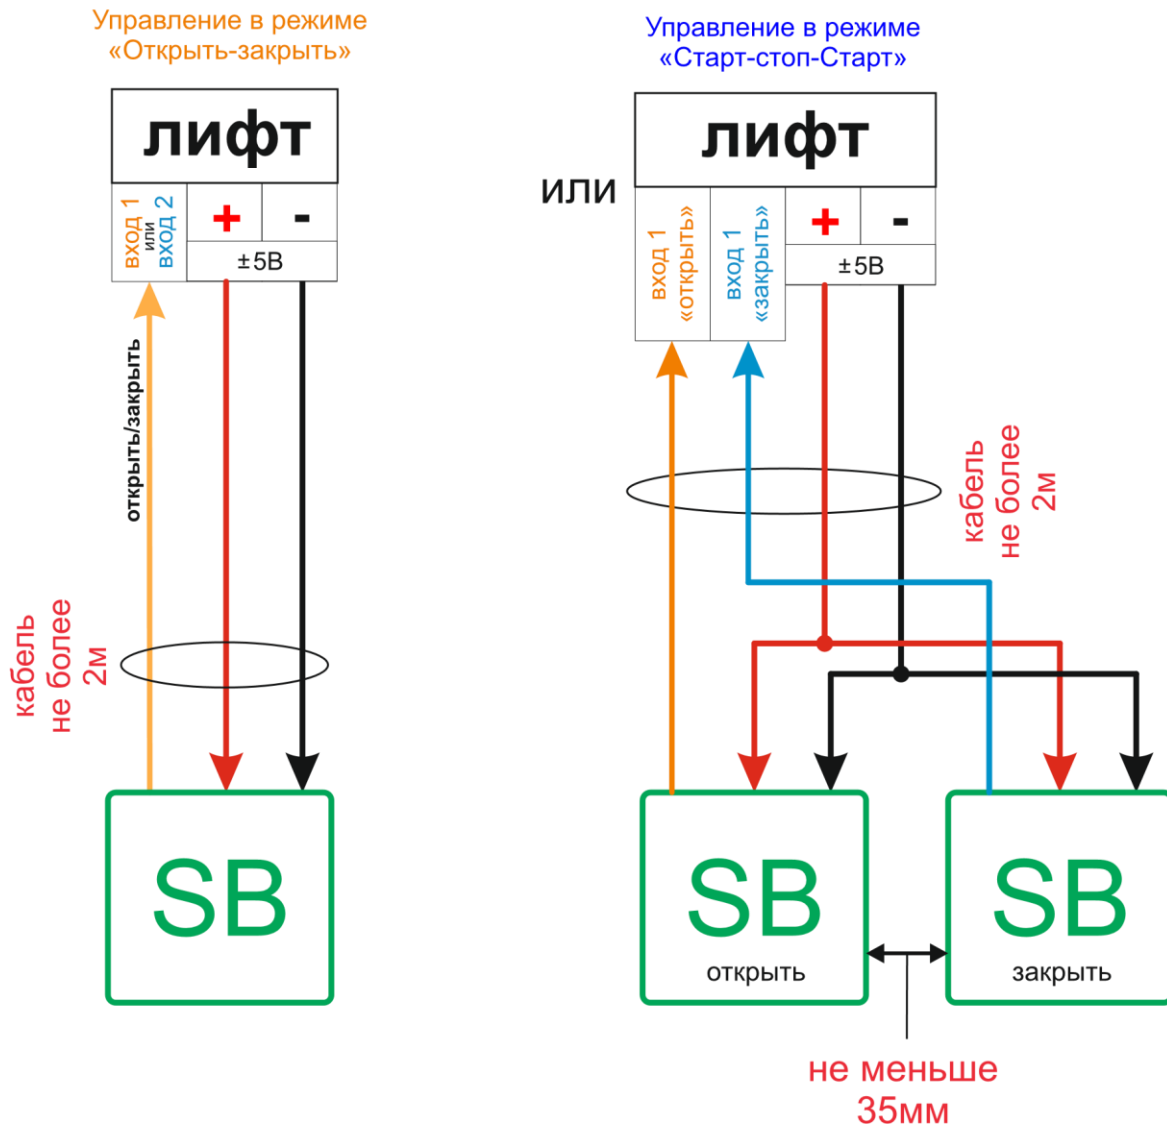 Управление в режиме
«Открыть-закрыть»
лифт
вход 1
или
вход 2
+
-
±5В
открыть/закрыть
кабель
не более
2м
SB
или
Управление в режиме
«Старт-стоп-Старт»
лифт
вход 1
«открыть»
вход 1
«закрыть»
+
-
±5В
кабель
не более
2м
SB
открыть
SB
закрыть
не меньше
35мм